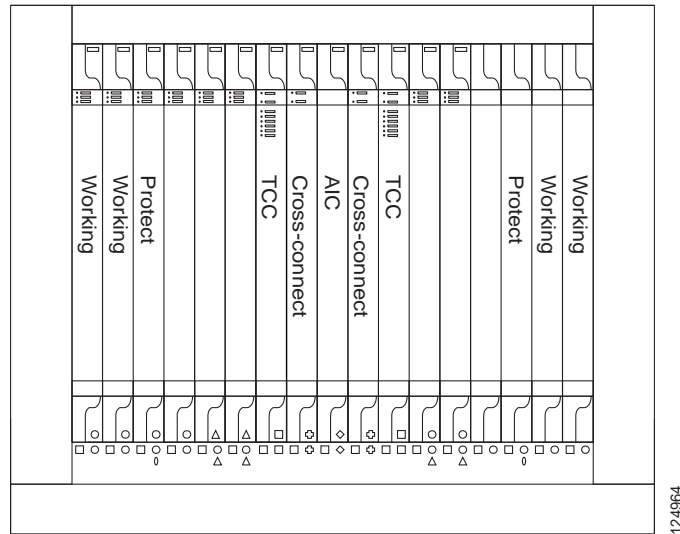 Working
Working
Protect
TCC
Cross-connect
AIC
Cross-connect
TCC
Protect
Working
Working
124964